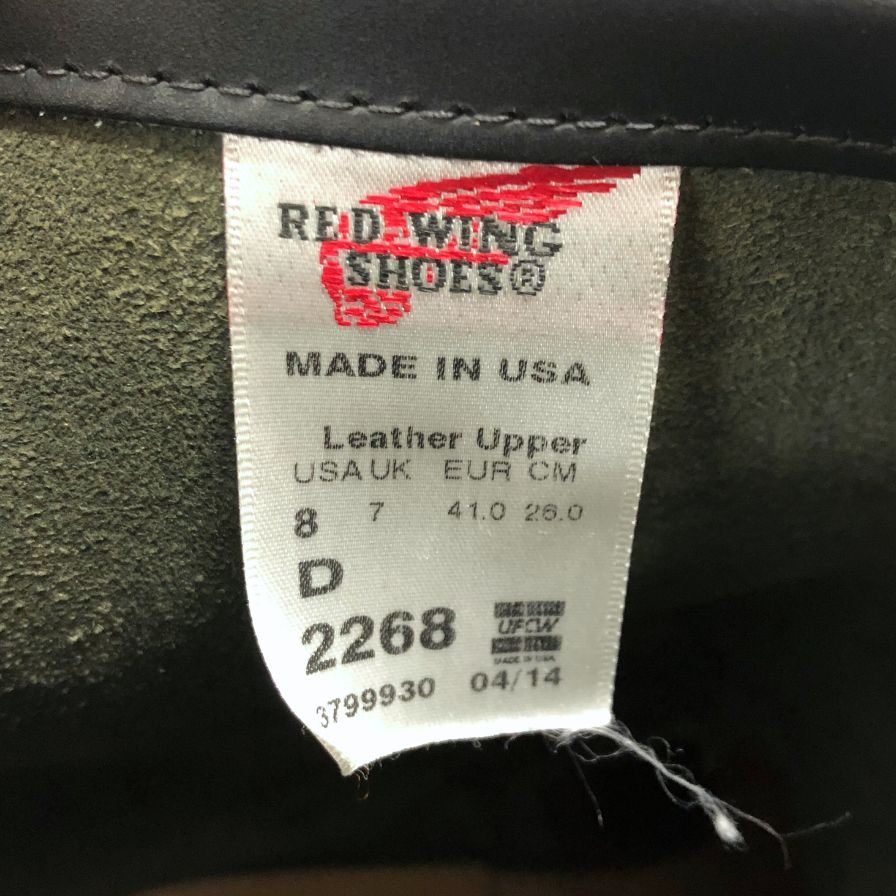 RED WING
SHOES®
MADE IN USA
Leather Upper
USA UK EUR CM
8 7 41.0 26.0
D
2268
UFCW
MADE IN U.S.A.
3799930 04/14